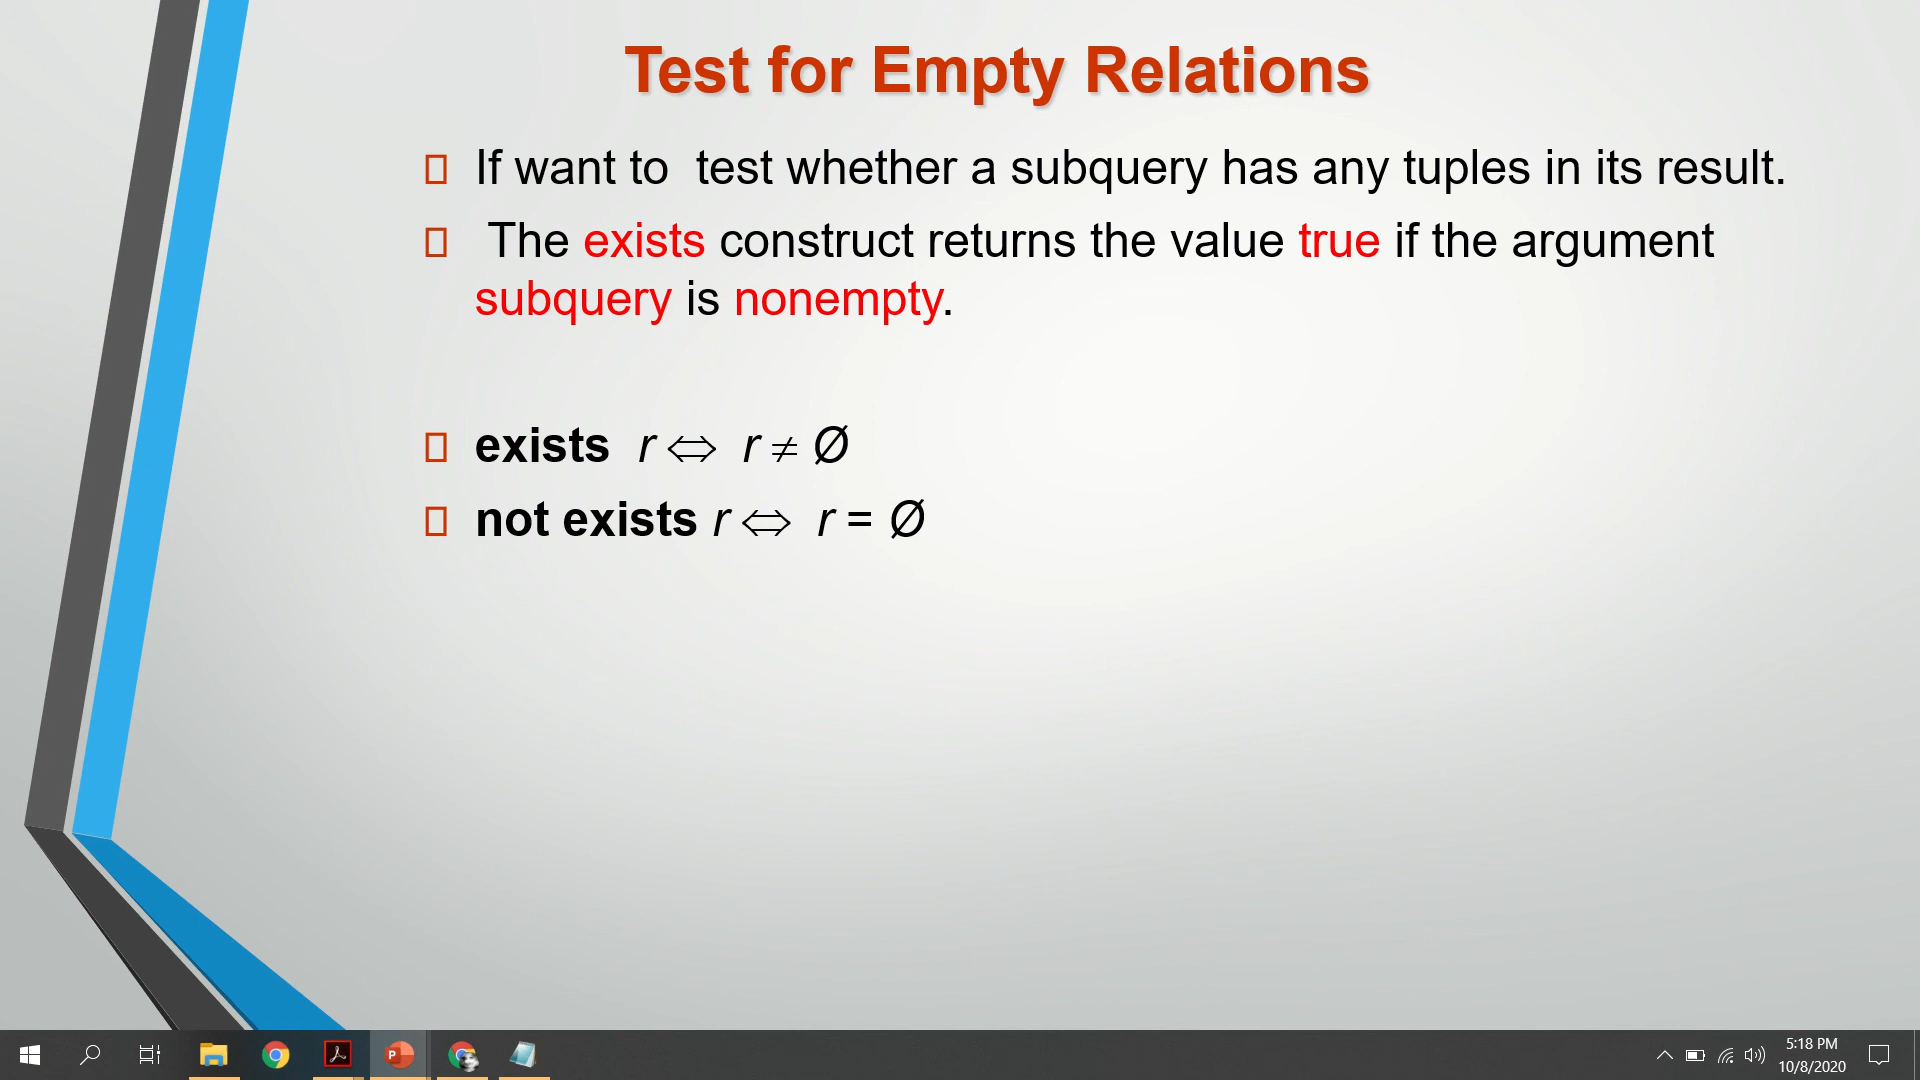 Test for Empty Relations
If want to  test whether a subquery has any tuples in its result.
The exists construct returns the value true if the argument
subquery is nonempty.
exists  r ⇔ r ≠ Ø
not exists r ⇔ r = Ø
5:18 PM
10/8/2020